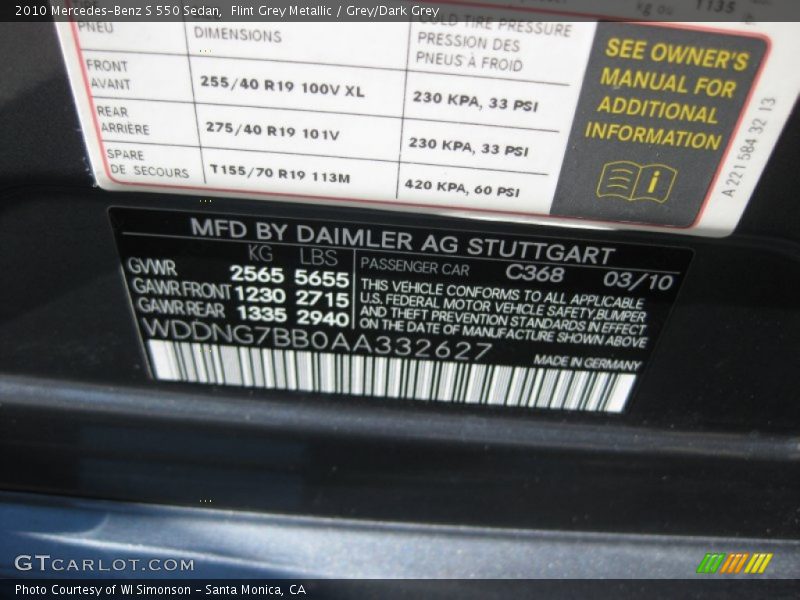 2010 Mercedes-Benz S 550 Sedan,  Flint Grey Metallic / Grey/Dark Grey
T135
PNEU DIMENSIONS COLD TIRE PRESSURE
PRESSION DES
PNEUS À FROID
FRONT
AVANT 255/40 R19 100V XL 230 KPA, 33 PSI
REAR
ARRIÈRE 275/40 R19 101V 230 KPA, 33 PSI
SPARE
DE SECOURS T155/70 R19 113M 420 KPA, 60 PSI
SEE OWNER'S
MANUAL FOR
ADDITIONAL
INFORMATION
i
A 221 584 32 13
MFD BY DAIMLER AG STUTTGART
KG LBS
GVWR 2565 5655
GAWR FRONT 1230 2715
GAWR REAR 1335 2940
PASSENGER CAR C368 03/10
THIS VEHICLE CONFORMS TO ALL APPLICABLE
U.S. FEDERAL MOTOR VEHICLE SAFETY,BUMPER
AND THEFT PREVENTION STANDARDS IN EFFECT
ON THE DATE OF MANUFACTURE SHOWN ABOVE
WDDNG7BB0AA332627
MADE IN GERMANY
GTCARLOT.COM
Photo Courtesy of WI Simonson - Santa Monica, CA